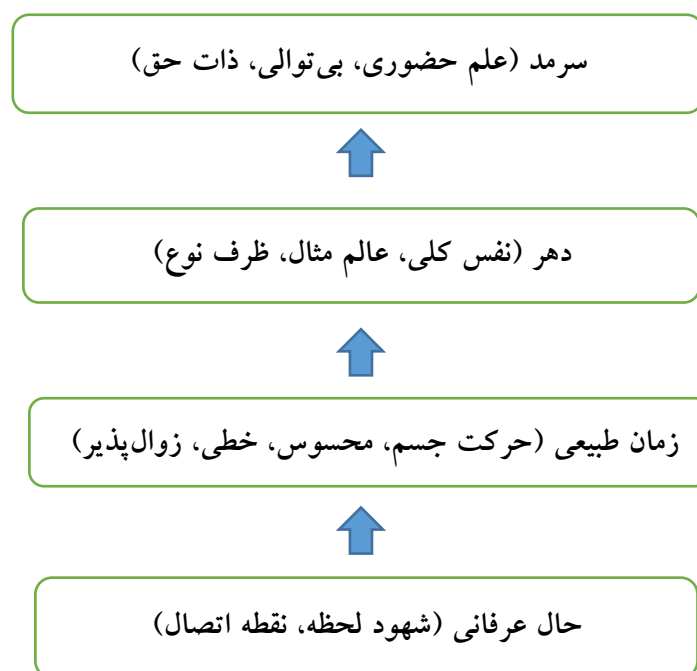 سرمد (علم حضوری، بی‌توالی، ذات حق)
دهر (نفس کلی، عالم مثال، ظرف نوع)
زمان طبیعی (حرکت جسم، محسوس، خطی، زوال‌پذیر)
حال عرفانی (شهود لحظه، نقطه اتصال)